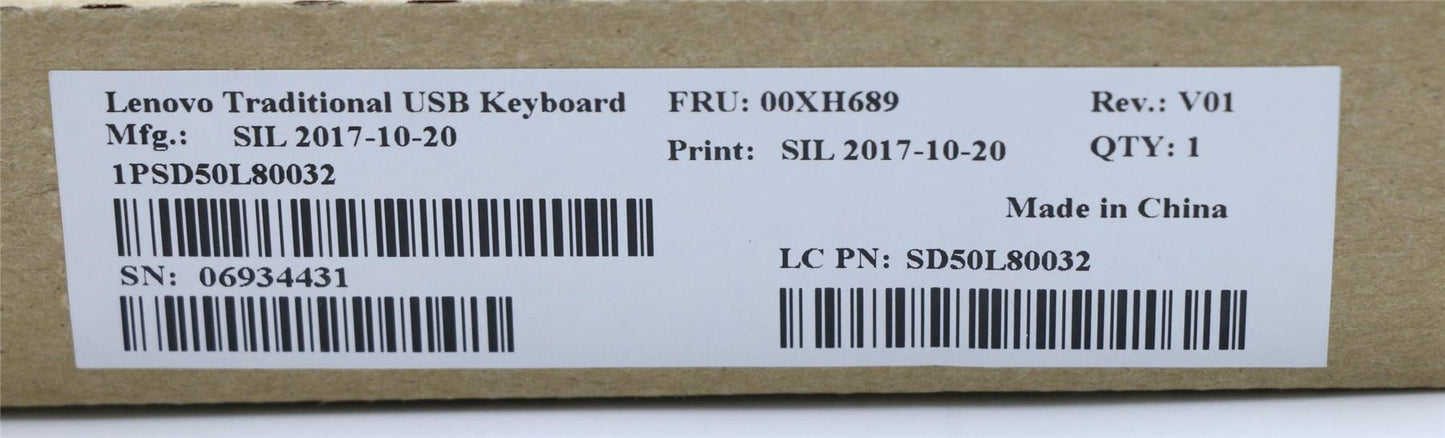 Lenovo Traditional USB Keyboard FRU: 00XH689 Rev.: V01
Mfg.: SIL 2017-10-20 Print: SIL 2017-10-20 QTY: 1
1PSD50L80032
Made in China
SN: 06934431
LC PN: SD50L80032